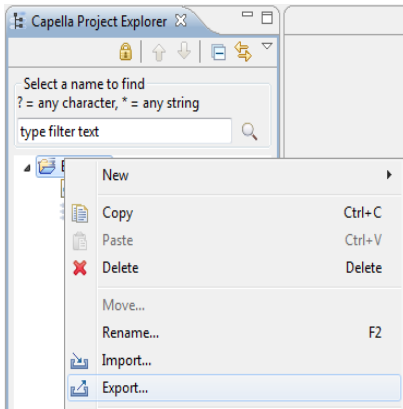 Capella Project Explorer
Select a name to find
? = any character, * = any string
type filter text
New
Copy Ctrl+C
Paste Ctrl+V
Delete Delete
Move...
Rename... F2
Import...
Export...